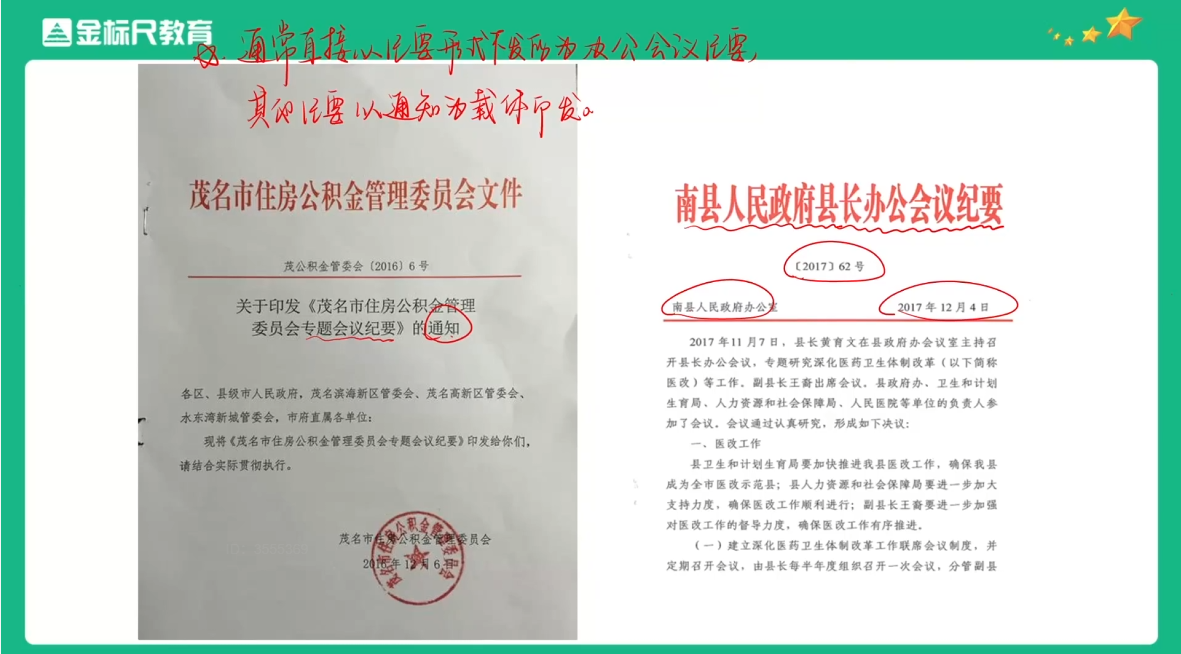 金标尺教育
通常直接以纪要形式下发的为办公会议纪要,
其的纪要以通知为载体印发。
茂名市住房公积金管理委员会文件
茂公积金管委会〔2016〕6号
关于印发《茂名市住房公积金管理
委员会专题会议纪要》的通知
各区、县级市人民政府，茂名滨海新区管委会、茂名高新区管委会、
水东湾新城管委会，市府直属各单位：
现将《茂名市住房公积金管理委员会专题会议纪要》印发给你们，
请结合实际贯彻执行。
茂名市住房公积金管理委员会
2016年12月6日
茂名市住房公积金管理委员会
南县人民政府县长办公会议纪要
〔2017〕62号
南县人民政府办公室 2017年12月4日
2017年11月7日，县长黄育文在县政府办会议室主持召
开县长办公会议，专题研究深化医药卫生体制改革（以下简称
医改）等工作。副县长王裔出席会议。县政府办、卫生和计划
生育局、人力资源和社会保障局、人民医院等单位的负责人参
加了会议。会议通过认真研究，形成如下决议：
一、医改工作
县卫生和计划生育局要加快推进我县医改工作，确保我县
成为全市医改示范县；县人力资源和社会保障局要进一步加大
支持力度，确保医改工作顺利进行；副县长王裔要进一步加强
对医改工作的督导力度，确保医改工作有序推进。
（一）建立深化医药卫生体制改革工作联席会议制度，并
定期召开会议，由县长每半年度组织召开一次会议，分管副县